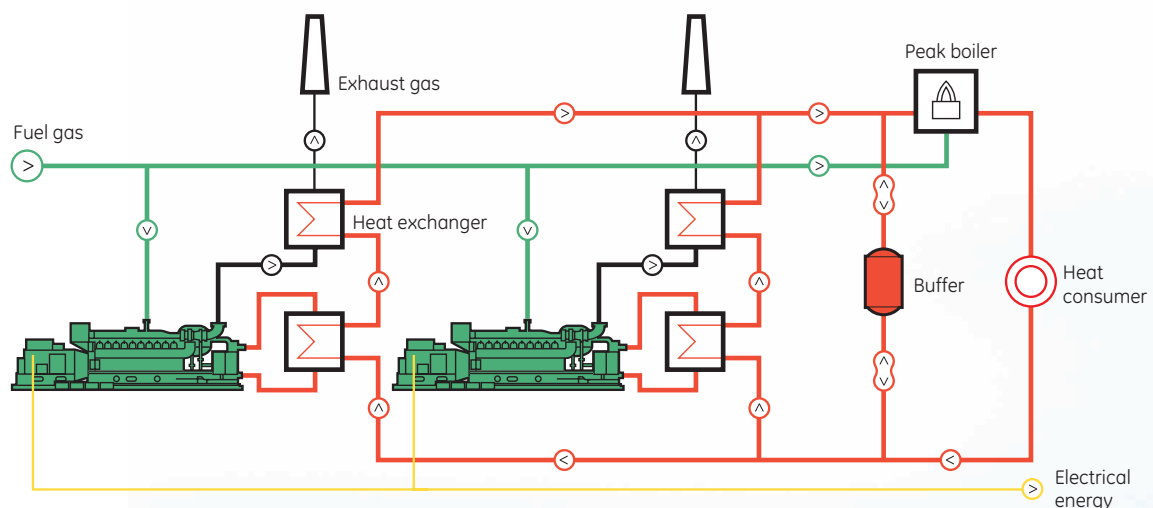 Peak boiler
Exhaust gas
Fuel gas
Heat exchanger
Buffer
Heat
consumer
Electrical
energy